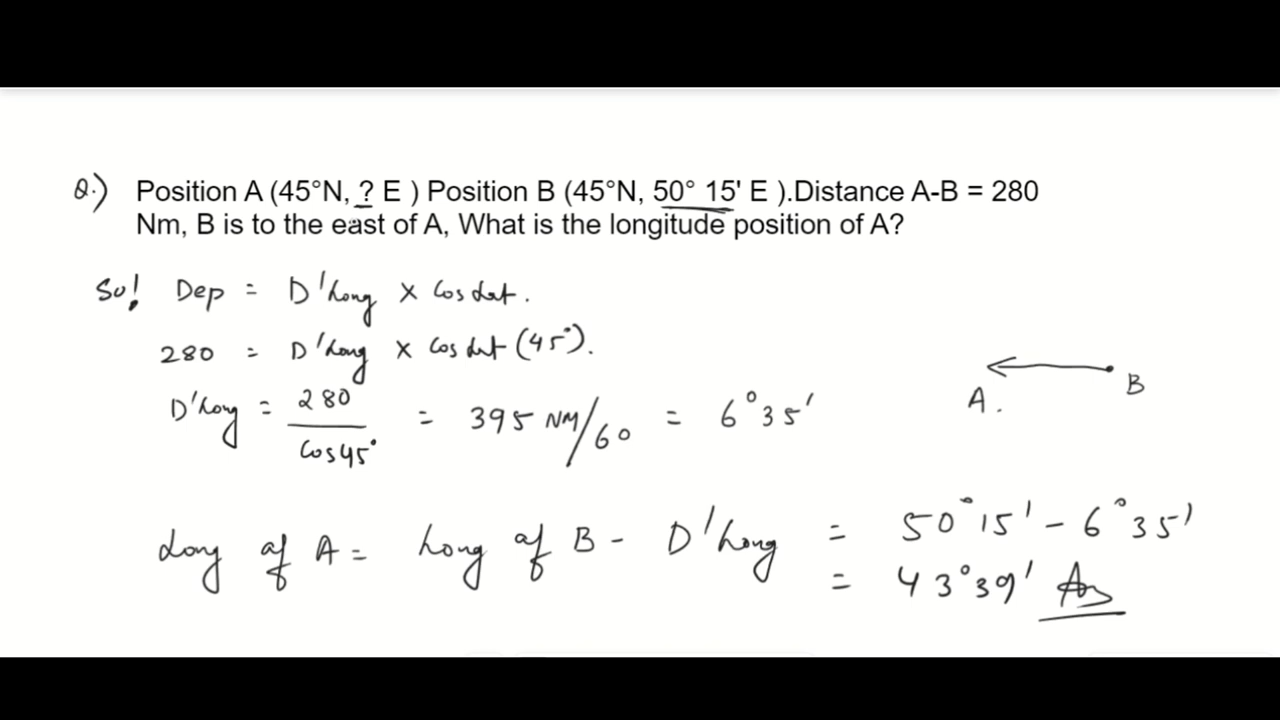 Q.) Position A (45°N, ? E ) Position B (45°N, 50° 15' E ).Distance A-B = 280
Nm, B is to the east of A, What is the longitude position of A?
Sol Dep = D'Long × Cos Lat.
280 = D'Long × Cos Lat (45°).
D'Long = 280 / Cos45° = 395 NM/60 = 6°35'
A. B
Long of A = Long of B - D'Long = 50°15' - 6°35'
= 43°39' Ans